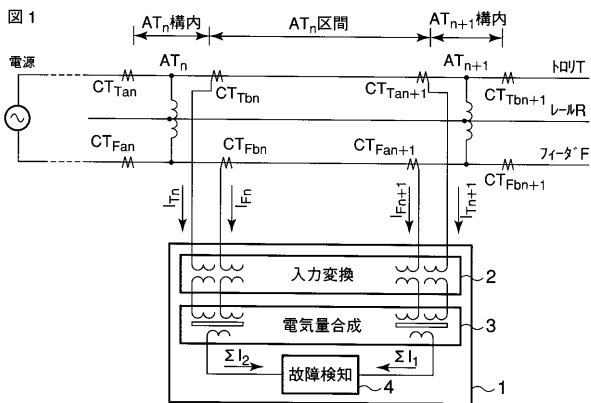 図1
ATn構内
ATn区間
ATn+1構内
電源
ATn
ATn+1
トロリT
CTTan
CTTbn
CTTan+1
CTTbn+1
レールR
CTFan
CTFbn
CTFan+1
フィーダF
CTFbn+1
ITn
IFn
IFn+1
ITn+1
入力変換
2
電気量合成
3
ΣI2
ΣI1
故障検知
4
1